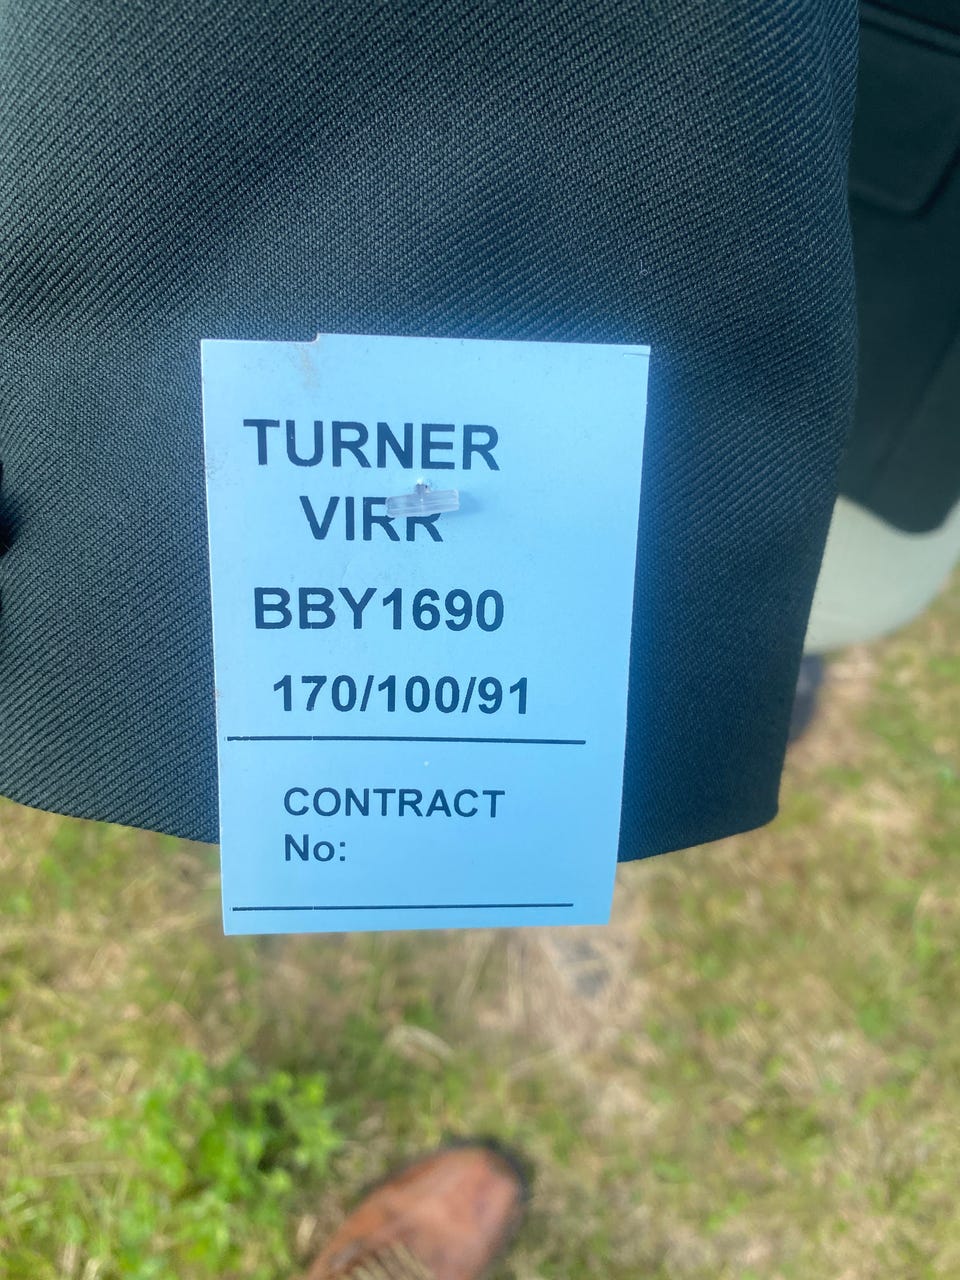 TURNER
VIRR
BBY1690
170/100/91
CONTRACT
No: